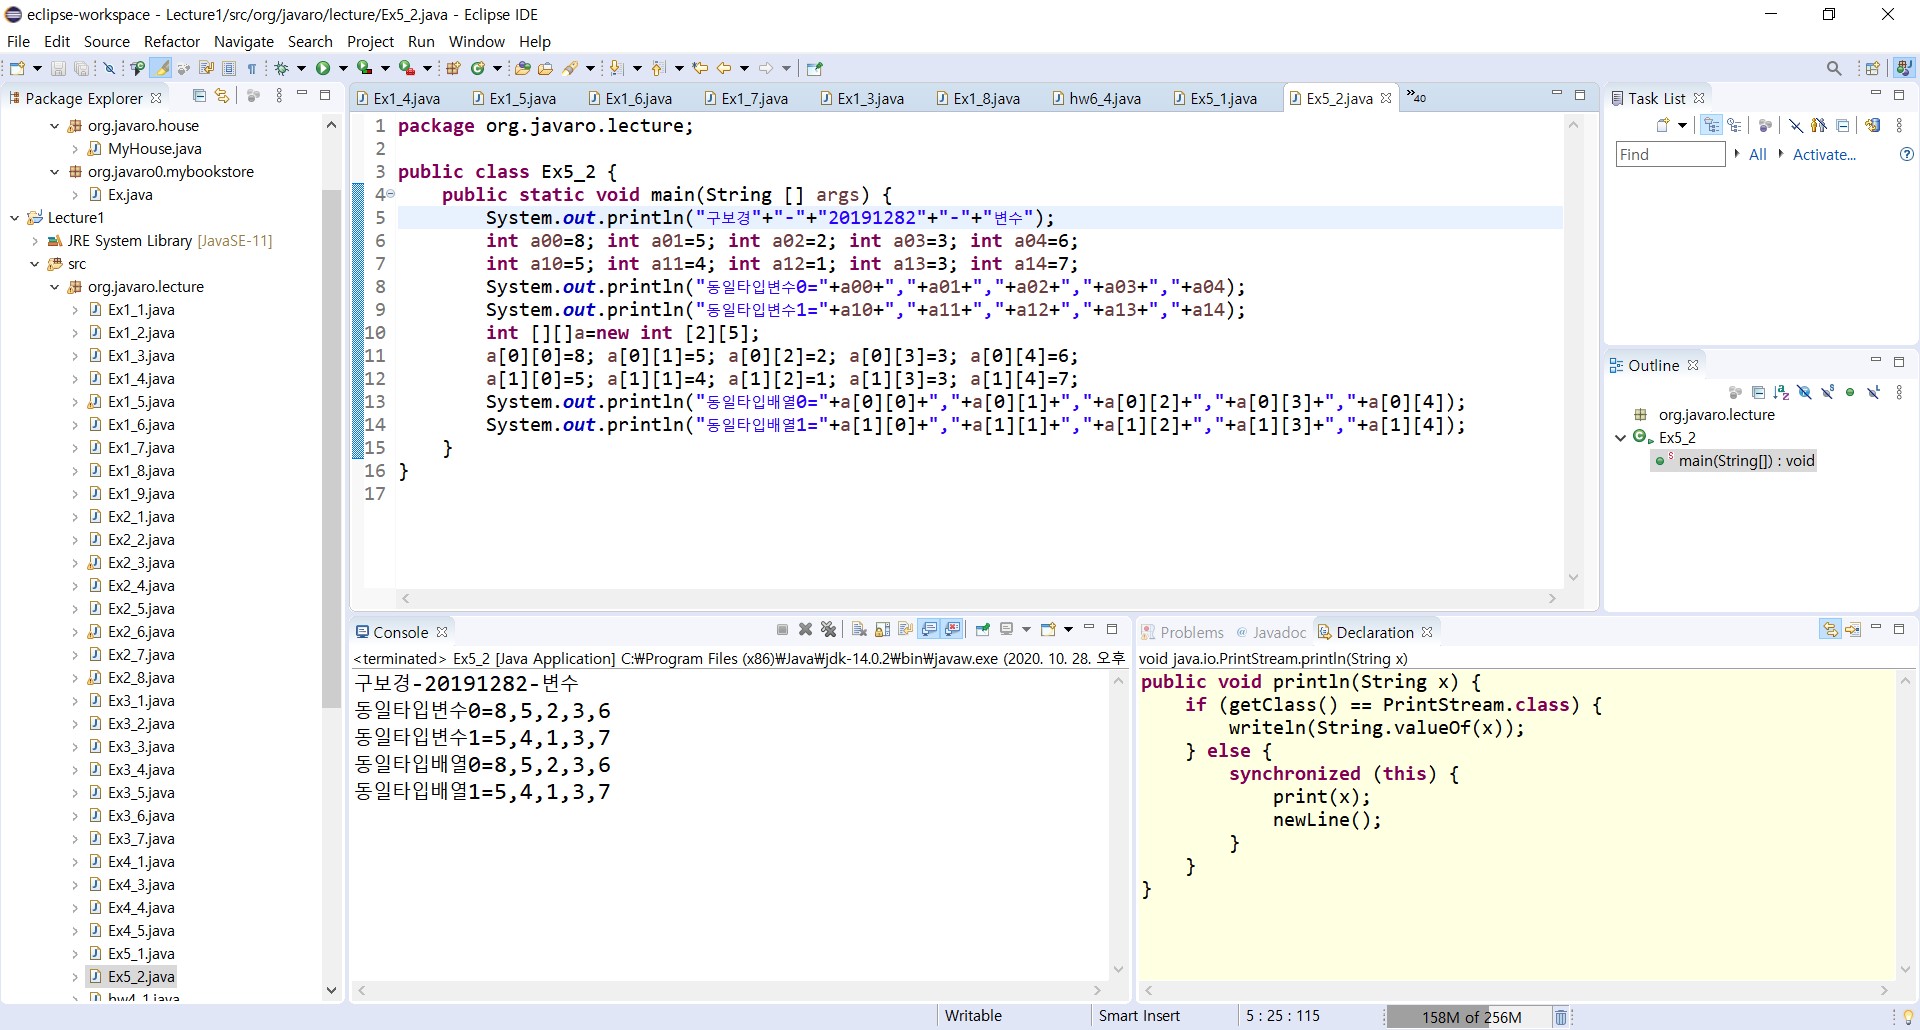 eclipse-workspace - Lecture1/src/org/javaro/lecture/Ex5_2.java - Eclipse IDE
File Edit Source Refactor Navigate Search Project Run Window Help
Package Explorer
org.javaro.house
MyHouse.java
org.javaro0.mybookstore
Ex.java
Lecture1
JRE System Library [JavaSE-11]
src
org.javaro.lecture
Ex1_1.java
Ex1_2.java
Ex1_3.java
Ex1_4.java
Ex1_5.java
Ex1_6.java
Ex1_7.java
Ex1_8.java
Ex1_9.java
Ex2_1.java
Ex2_2.java
Ex2_3.java
Ex2_4.java
Ex2_5.java
Ex2_6.java
Ex2_7.java
Ex2_8.java
Ex3_1.java
Ex3_2.java
Ex3_3.java
Ex3_4.java
Ex3_5.java
Ex3_6.java
Ex3_7.java
Ex4_1.java
Ex4_3.java
Ex4_4.java
Ex4_5.java
Ex5_1.java
Ex5_2.java
hw4_1.java
Ex1_4.java Ex1_5.java Ex1_6.java Ex1_7.java Ex1_3.java Ex1_8.java hw6_4.java Ex5_1.java Ex5_2.java »40
1 package org.javaro.lecture;
2
3 public class Ex5_2 {
4 public static void main(String [] args) {
5 System.out.println("구보경"+"-"+"20191282"+"-"+"변수");
6 int a00=8; int a01=5; int a02=2; int a03=3; int a04=6;
7 int a10=5; int a11=4; int a12=1; int a13=3; int a14=7;
8 System.out.println("동일타입변수0="+a00+","+a01+","+a02+","+a03+","+a04);
9 System.out.println("동일타입변수1="+a10+","+a11+","+a12+","+a13+","+a14);
10 int [][]a=new int [2][5];
11 a[0][0]=8; a[0][1]=5; a[0][2]=2; a[0][3]=3; a[0][4]=6;
12 a[1][0]=5; a[1][1]=4; a[1][2]=1; a[1][3]=3; a[1][4]=7;
13 System.out.println("동일타입배열0="+a[0][0]+","+a[0][1]+","+a[0][2]+","+a[0][3]+","+a[0][4]);
14 System.out.println("동일타입배열1="+a[1][0]+","+a[1][1]+","+a[1][2]+","+a[1][3]+","+a[1][4]);
15 }
16 }
17
Task List
Find All Activate...
Outline
org.javaro.lecture
Ex5_2
main(String[]) : void
Console
<terminated> Ex5_2 [Java Application] C:₩Program Files (x86)₩Java₩jdk-14.0.2₩bin₩javaw.exe (2020. 10. 28. 오후
구보경-20191282-변수
동일타입변수0=8,5,2,3,6
동일타입변수1=5,4,1,3,7
동일타입배열0=8,5,2,3,6
동일타입배열1=5,4,1,3,7
Problems @ Javadoc Declaration
void java.io.PrintStream.println(String x)
public void println(String x) {
if (getClass() == PrintStream.class) {
writeln(String.valueOf(x));
} else {
synchronized (this) {
print(x);
newLine();
}
}
}
Writable Smart Insert 5 : 25 : 115 158M of 256M